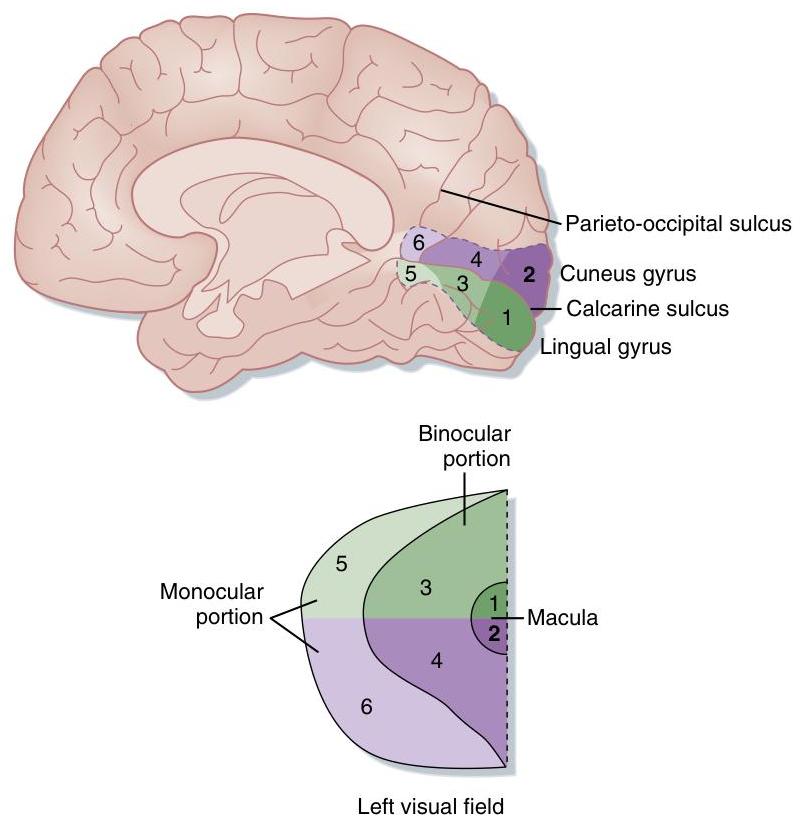 Parieto-occipital sulcus
6
4
5
3
2
Cuneus gyrus
1
Calcarine sulcus
Lingual gyrus
Binocular
portion
5
3
Monocular
portion
1
Macula
2
4
6
Left visual field